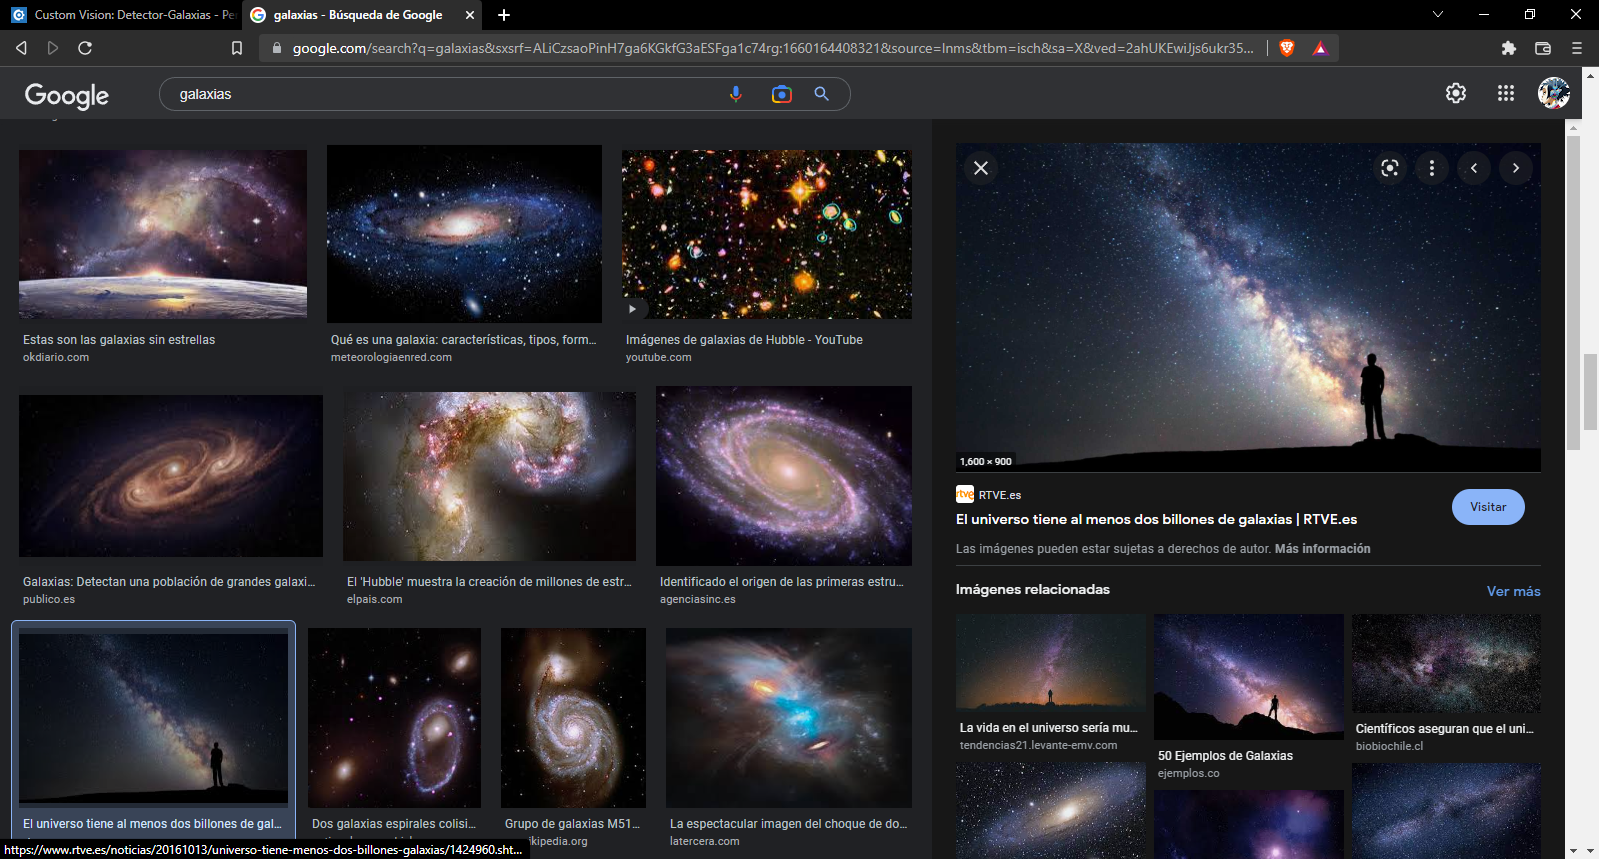 Custom Vision: Detector-Galaxias - Pe
galaxias - Búsqueda de Google
google.com/search?q=galaxias&sxsrf=ALiCzsaoPinH7ga6KGkfG3aESFga1c74rg:1660164408321&source=lnms&tbm=isch&sa=X&ved=2ahUKEwiJjs6ukr35...
Google
galaxias
Estas son las galaxias sin estrellas
okdiario.com
Qué es una galaxia: características, tipos, form...
meteorologiaenred.com
Imágenes de galaxias de Hubble - YouTube
youtube.com
Galaxias: Detectan una población de grandes galaxi...
publico.es
El 'Hubble' muestra la creación de millones de estr...
elpais.com
Identificado el origen de las primeras estru...
agenciasinc.es
El universo tiene al menos dos billones de gal...
Dos galaxias espirales colisi...
Grupo de galaxias M51...
kipedia.org
La espectacular imagen del choque de do...
latercera.com
https://www.rtve.es/noticias/20161013/universo-tiene-menos-dos-billones-galaxias/1424960.sht...
1,600 × 900
rtve RTVE.es
El universo tiene al menos dos billones de galaxias | RTVE.es
Visitar
Las imágenes pueden estar sujetas a derechos de autor. Más información
Imágenes relacionadas
Ver más
La vida en el universo sería mu...
tendencias21.levante-emv.com
50 Ejemplos de Galaxias
ejemplos.co
Científicos aseguran que el uni...
biobiochile.cl